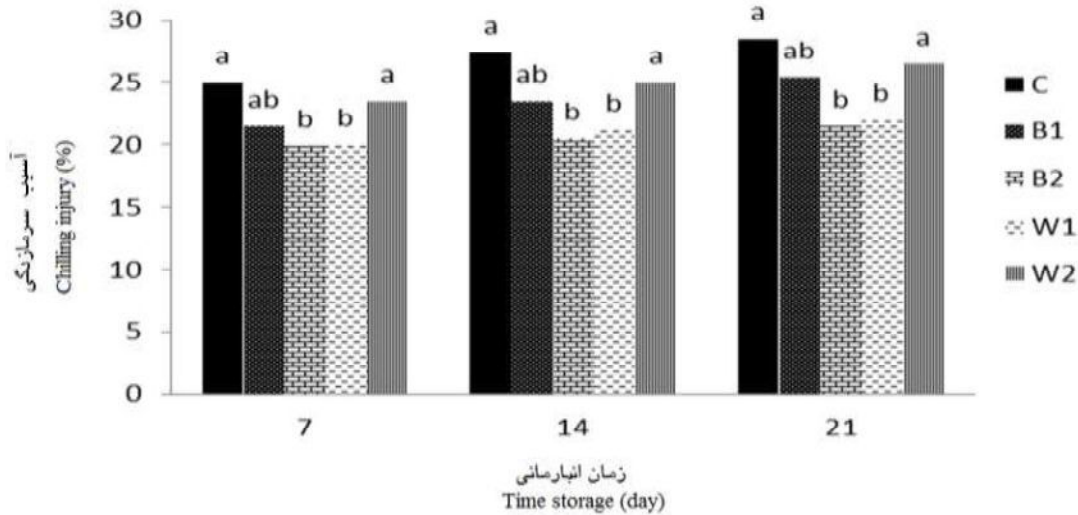 30
25
20
15
10
5
0
آسیب سرمازدگی
Chilling injury (%)
a ab b b a
a ab b b a
a ab b b a
7 14 21
زمان انبارمانی
Time storage (day)
C
B1
B2
W1
W2